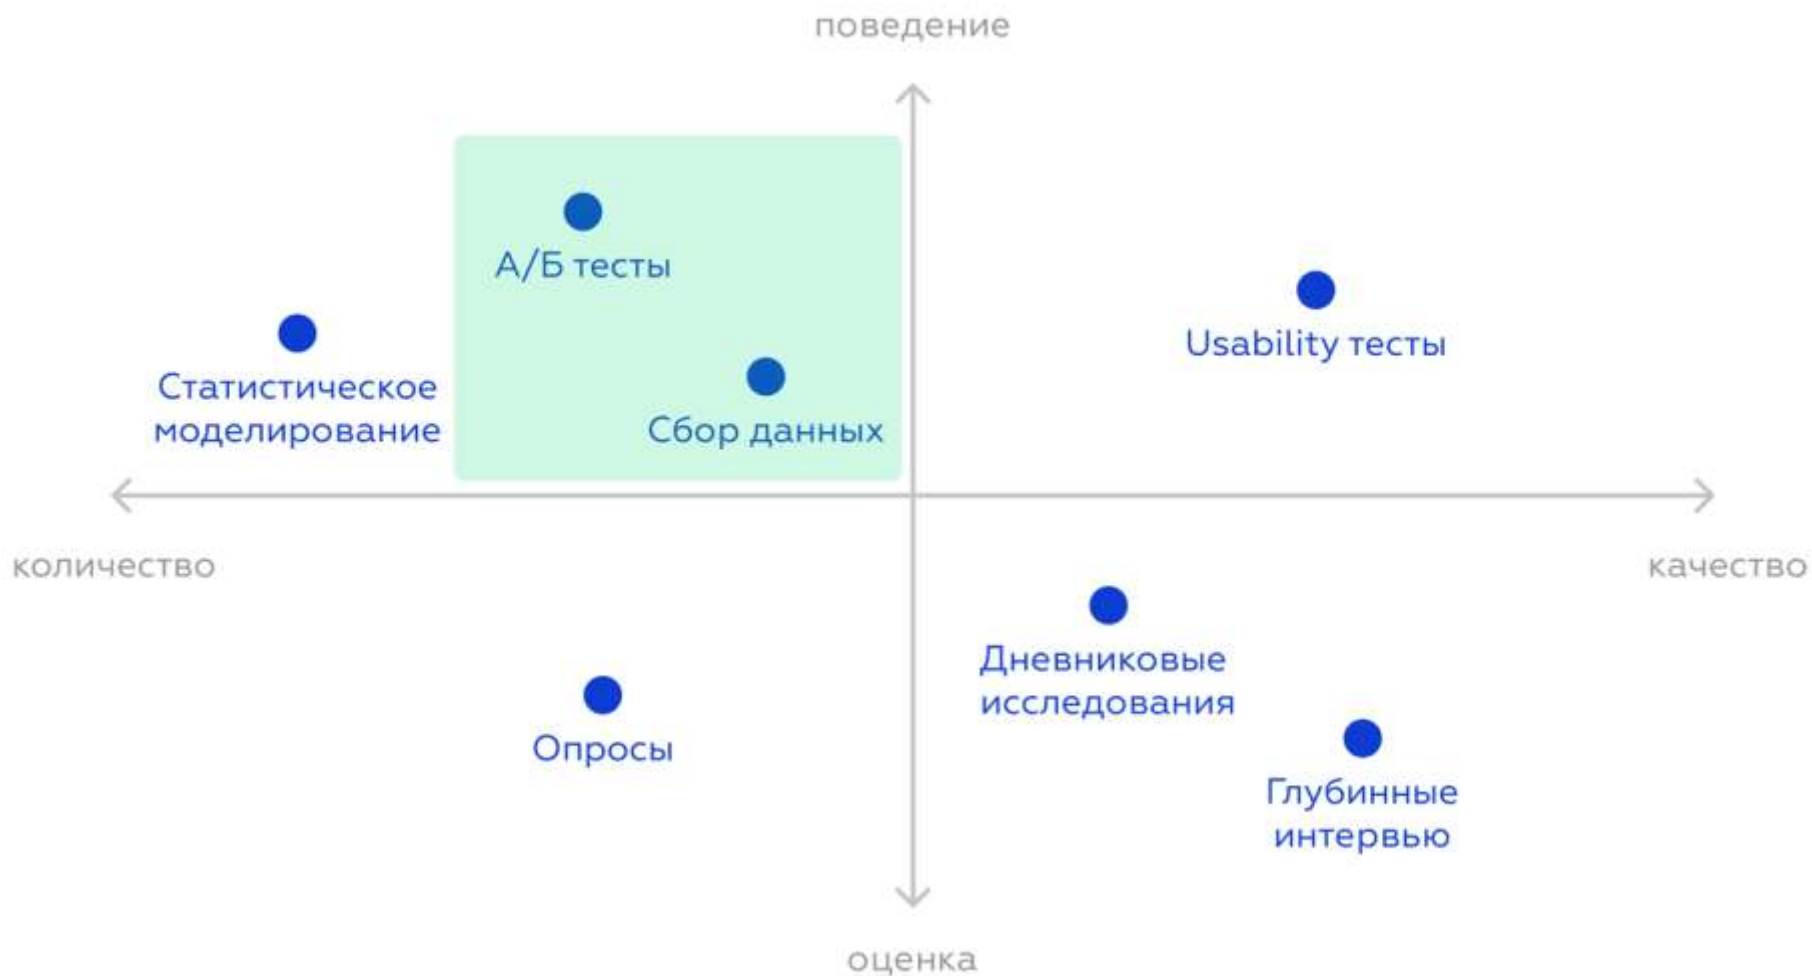 поведение
А/Б тесты
Usability тесты
Статистическое
моделирование
Сбор данных
количество
качество
Дневниковые
исследования
Опросы
Глубинные
интервью
оценка